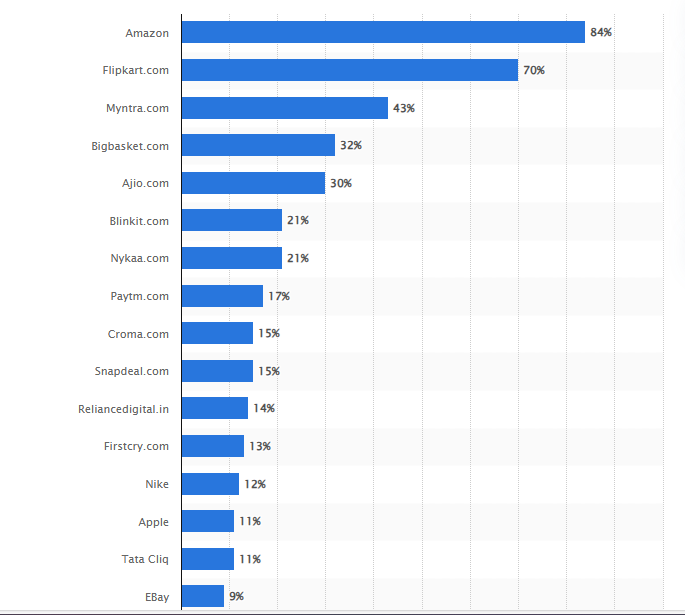 Amazon 84%
Flipkart.com 70%
Myntra.com 43%
Bigbasket.com 32%
Ajio.com 30%
Blinkit.com 21%
Nykaa.com 21%
Paytm.com 17%
Croma.com 15%
Snapdeal.com 15%
Reliancedigital.in 14%
Firstcry.com 13%
Nike 12%
Apple 11%
Tata Cliq 11%
EBay 9%